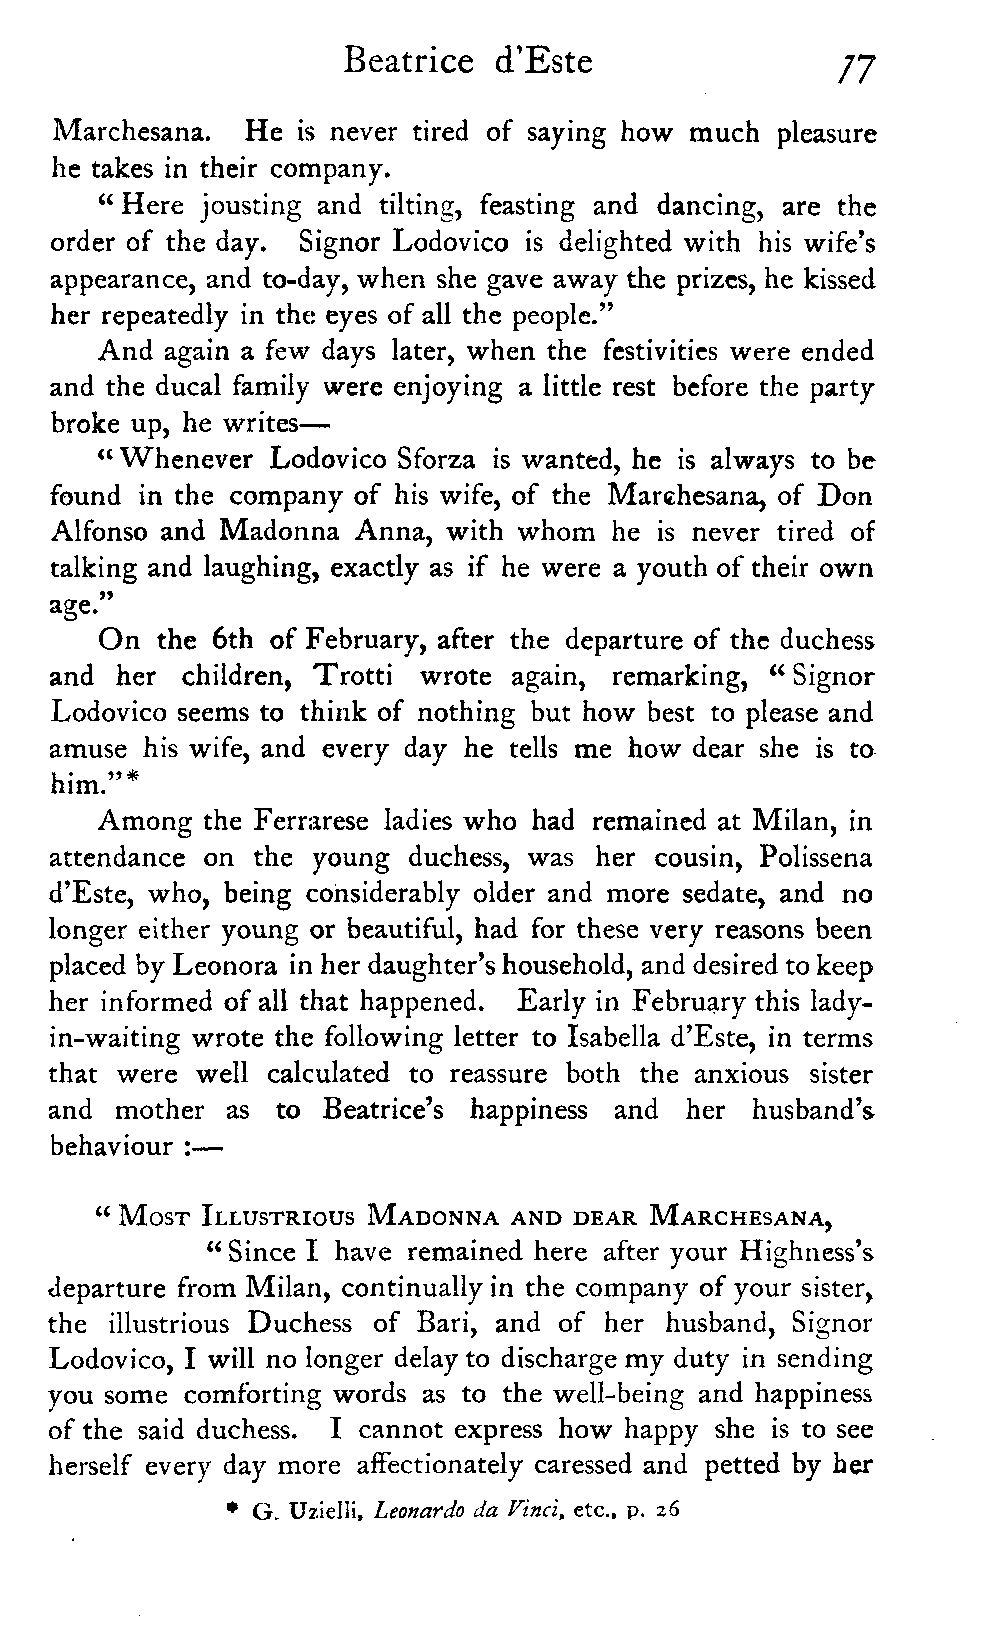 Beatrice d'Este 77
Marchesana. He is never tired of saying how much pleasure
he takes in their company.
“Here jousting and tilting, feasting and dancing, are the
order of the day. Signor Lodovico is delighted with his wife's
appearance, and to-day, when she gave away the prizes, he kissed
her repeatedly in the eyes of all the people.”
And again a few days later, when the festivities were ended
and the ducal family were enjoying a little rest before the party
broke up, he writes—
“Whenever Lodovico Sforza is wanted, he is always to be
found in the company of his wife, of the Marchesana, of Don
Alfonso and Madonna Anna, with whom he is never tired of
talking and laughing, exactly as if he were a youth of their own
age.”
On the 6th of February, after the departure of the duchess
and her children, Trotti wrote again, remarking, “Signor
Lodovico seems to think of nothing but how best to please and
amuse his wife, and every day he tells me how dear she is to
him.”*
Among the Ferrarese ladies who had remained at Milan, in
attendance on the young duchess, was her cousin, Polissena
d'Este, who, being considerably older and more sedate, and no
longer either young or beautiful, had for these very reasons been
placed by Leonora in her daughter's household, and desired to keep
her informed of all that happened. Early in February this lady-
in-waiting wrote the following letter to Isabella d'Este, in terms
that were well calculated to reassure both the anxious sister
and mother as to Beatrice's happiness and her husband's
behaviour :—
“MOST ILLUSTRIOUS MADONNA AND DEAR MARCHESANA,
“Since I have remained here after your Highness's
departure from Milan, continually in the company of your sister,
the illustrious Duchess of Bari, and of her husband, Signor
Lodovico, I will no longer delay to discharge my duty in sending
you some comforting words as to the well-being and happiness
of the said duchess. I cannot express how happy she is to see
herself every day more affectionately caressed and petted by her
* G. Uzielli, Leonardo da Vinci, etc., p. 26